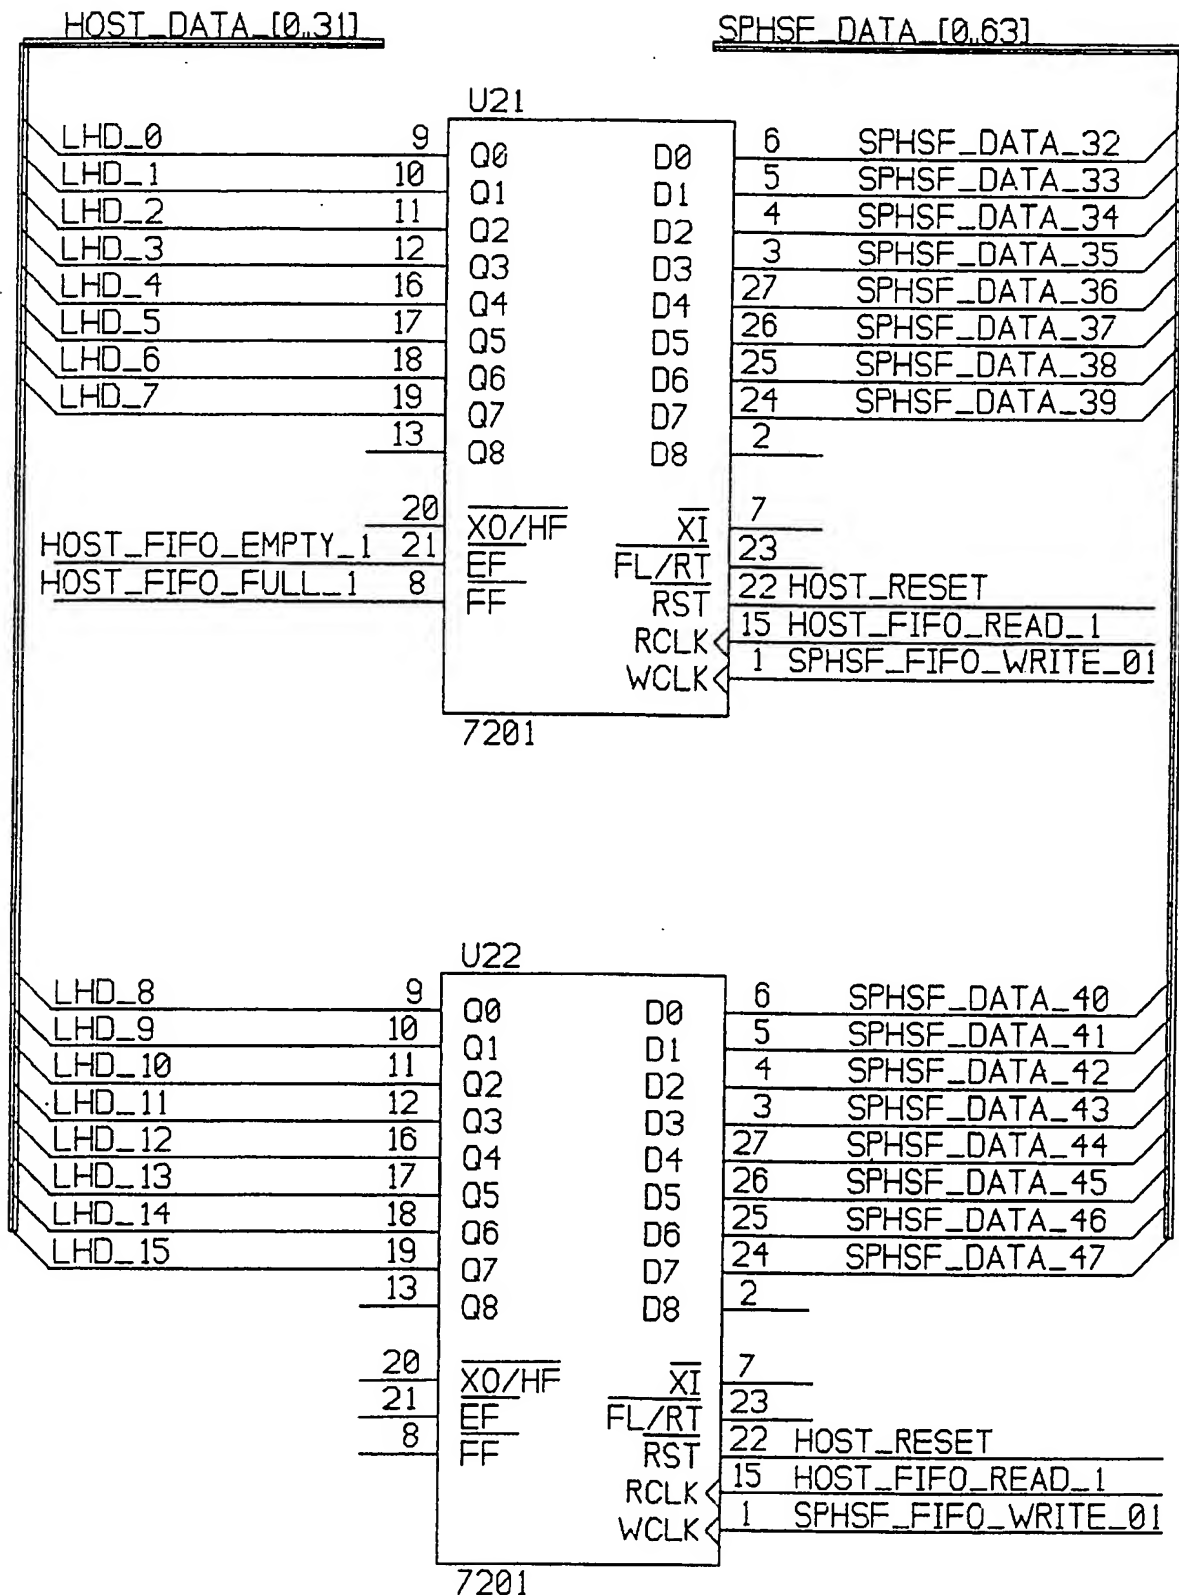 HOST_DATA_[0..31] SPHSF_DATA_[0..63]
U21
LHD_0 9 Q0 D0 6 SPHSF_DATA_32
LHD_1 10 Q1 D1 5 SPHSF_DATA_33
LHD_2 11 Q2 D2 4 SPHSF_DATA_34
LHD_3 12 Q3 D3 3 SPHSF_DATA_35
LHD_4 16 Q4 D4 27 SPHSF_DATA_36
LHD_5 17 Q5 D5 26 SPHSF_DATA_37
LHD_6 18 Q6 D6 25 SPHSF_DATA_38
LHD_7 19 Q7 D7 24 SPHSF_DATA_39
13 Q8 D8 2
20 XO/HF XI 7
HOST_FIFO_EMPTY_1 21 EF FL/RT 23
HOST_FIFO_FULL_1 8 FF RST 22 HOST_RESET
RCLK 15 HOST_FIFO_READ_1
WCLK 1 SPHSF_FIFO_WRITE_01
7201
U22
LHD_8 9 Q0 D0 6 SPHSF_DATA_40
LHD_9 10 Q1 D1 5 SPHSF_DATA_41
LHD_10 11 Q2 D2 4 SPHSF_DATA_42
LHD_11 12 Q3 D3 3 SPHSF_DATA_43
LHD_12 16 Q4 D4 27 SPHSF_DATA_44
LHD_13 17 Q5 D5 26 SPHSF_DATA_45
LHD_14 18 Q6 D6 25 SPHSF_DATA_46
LHD_15 19 Q7 D7 24 SPHSF_DATA_47
13 Q8 D8 2
20 XO/HF XI 7
21 EF FL/RT 23
8 FF RST 22 HOST_RESET
RCLK 15 HOST_FIFO_READ_1
WCLK 1 SPHSF_FIFO_WRITE_01
7201